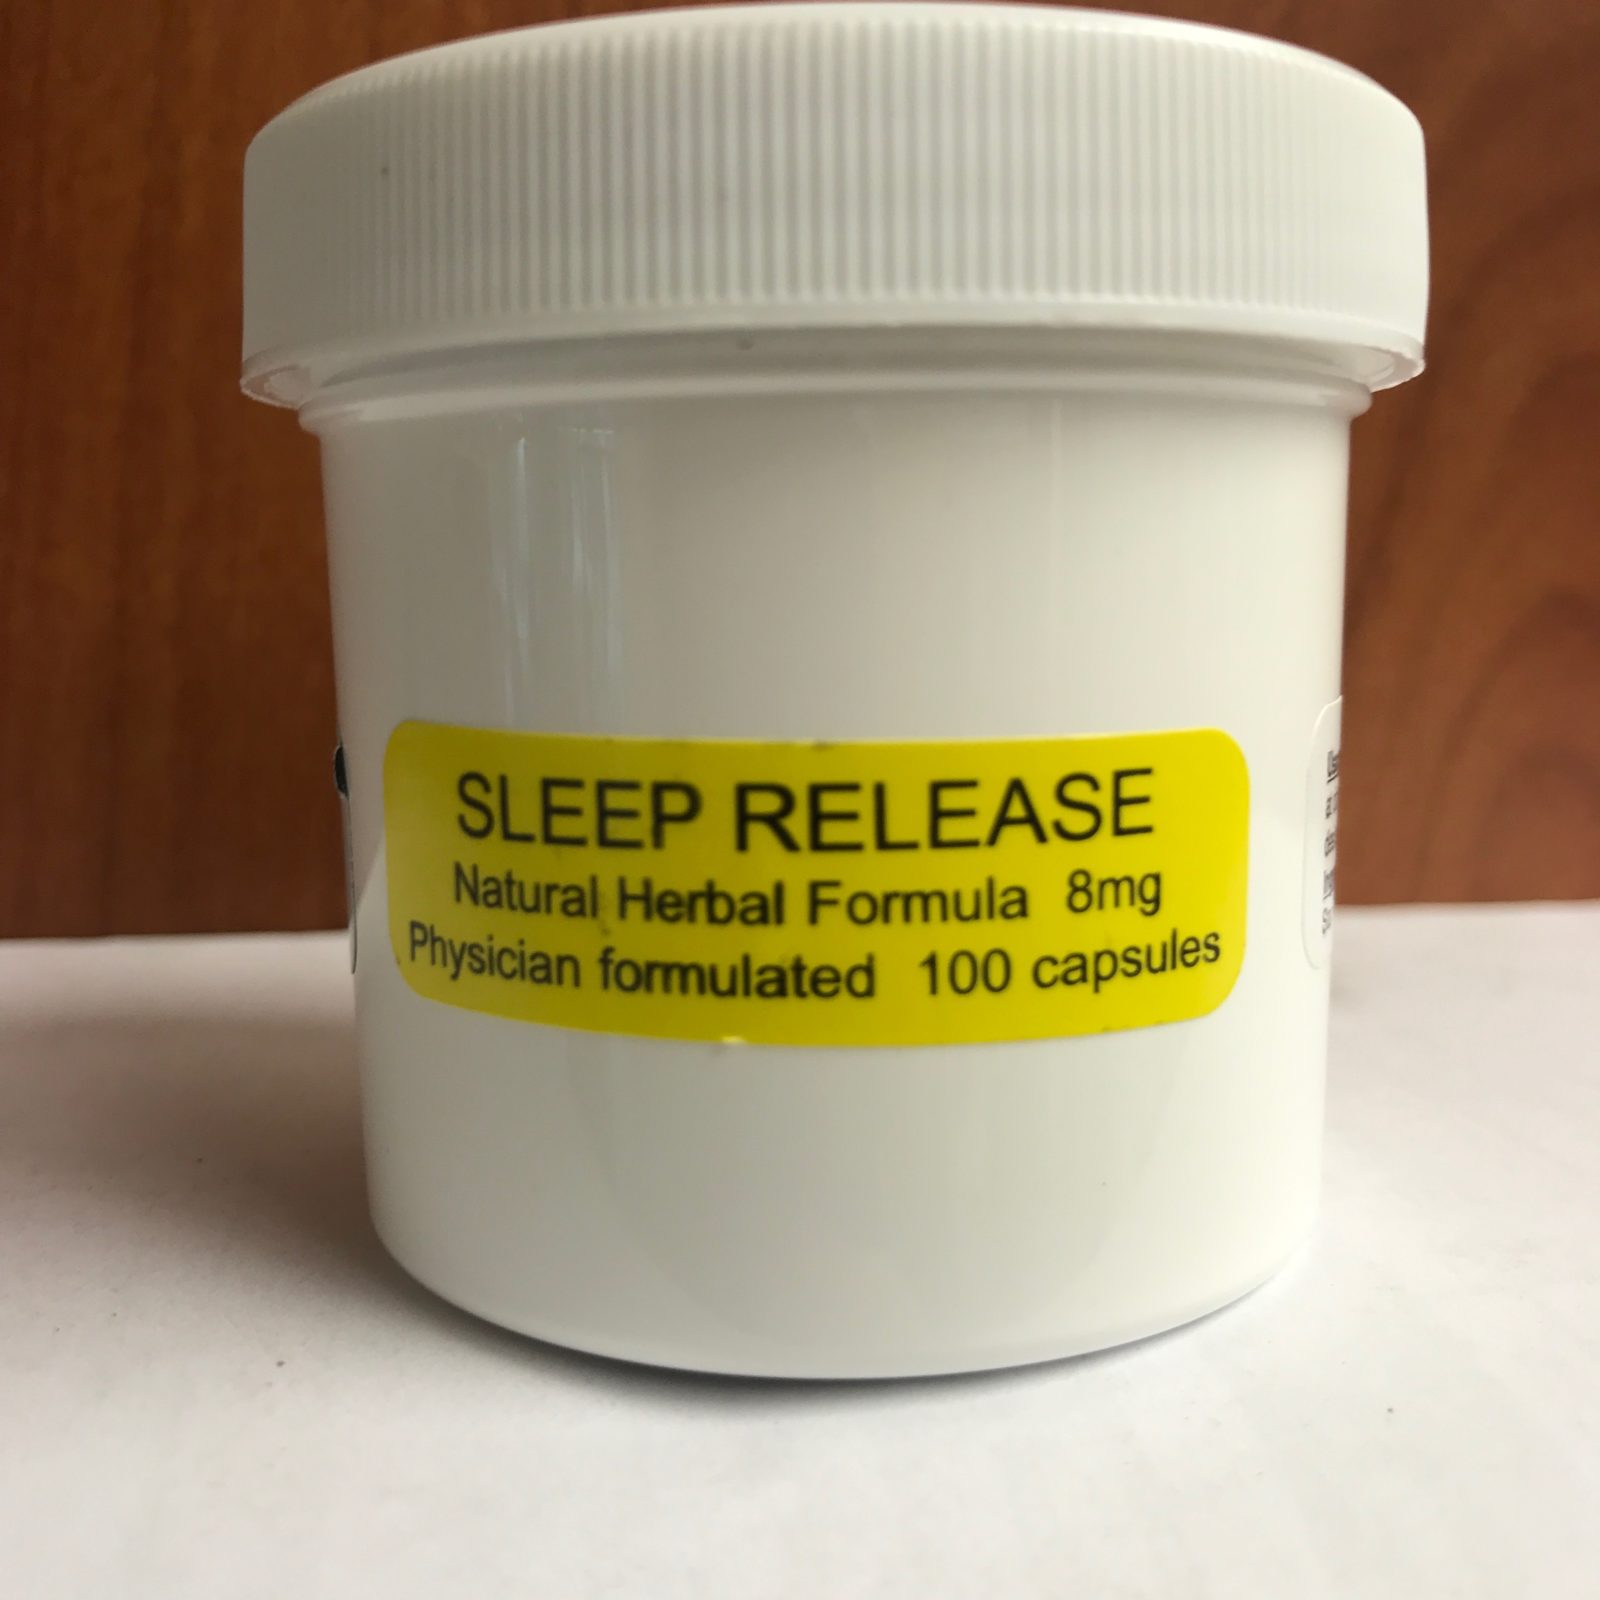 SLEEP RELEASE
Natural Herbal Formula 8mg
Physician formulated 100 capsules